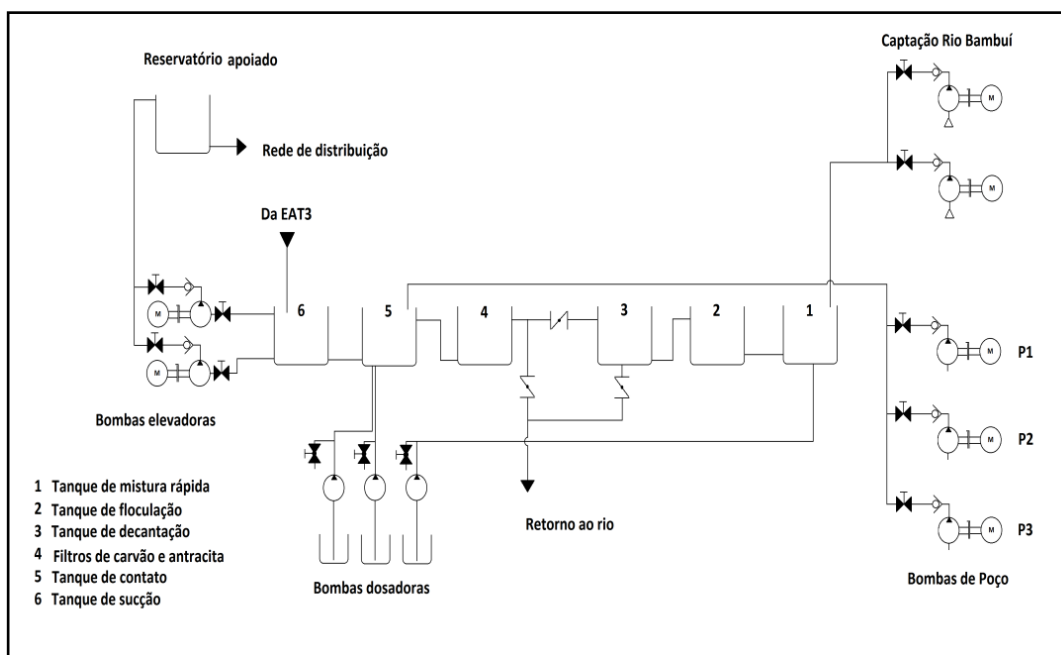 Captação Rio Bambuí
Reservatório apoiado
M
Rede de distribuição
M
Da EAT3
6
5
4
3
2
1
M
M
P1
Bombas elevadoras
M
P2
1 Tanque de mistura rápida
2 Tanque de floculação
3 Tanque de decantação
4 Filtros de carvão e antracita
5 Tanque de contato
6 Tanque de sucção
Bombas dosadoras
Retorno ao rio
M
P3
Bombas de Poço
M